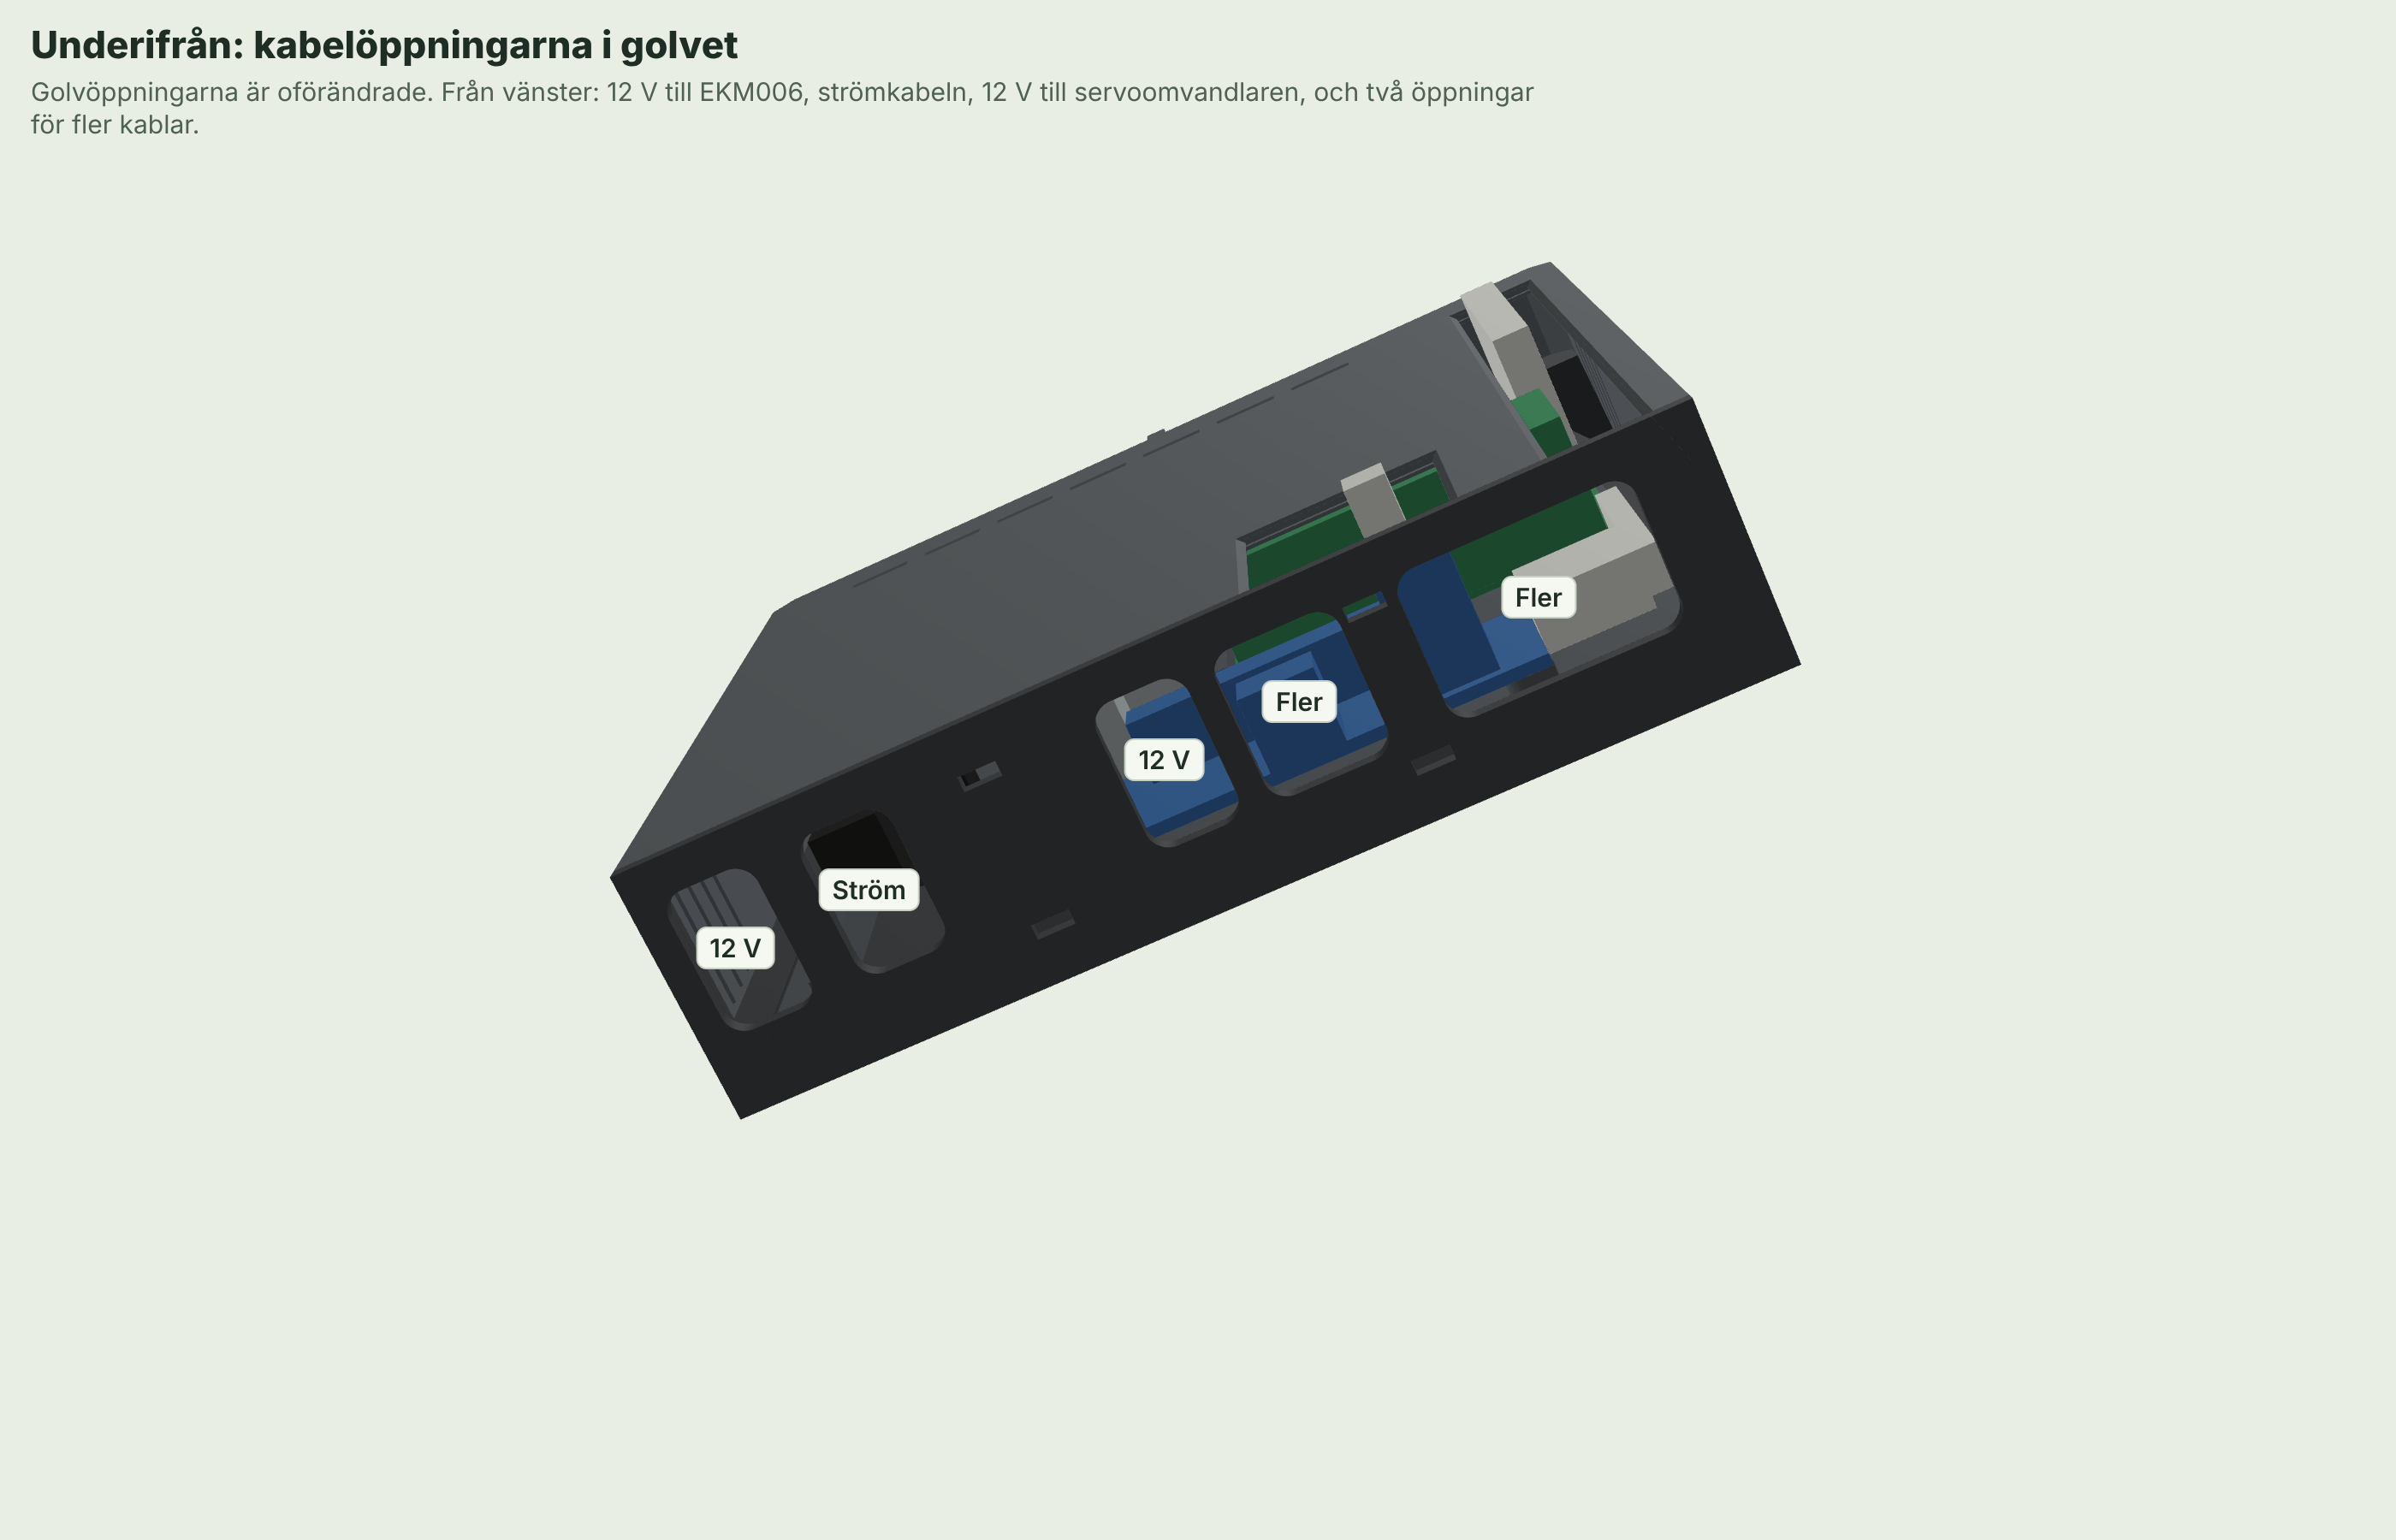 Underifrån: kabelöppningarna i golvet
Golvöppningarna är oförändrade. Från vänster: 12 V till EKM006, strömkabeln, 12 V till servoomvandlaren, och två öppningar
för fler kablar.
Fler
Fler
12 V
Ström
12 V